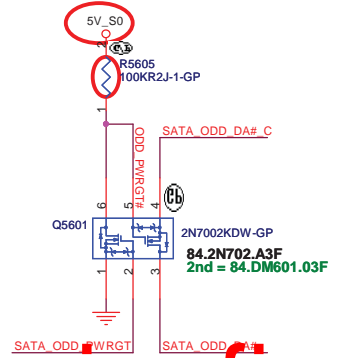 5V_S0
2
R5605
100KR2J-1-GP
1
ODD_PWRGT#
SATA_ODD_DA#_C
6
5
4
Q5601
2N7002KDW-GP
84.2N702.A3F
2nd = 84.DM601.03F
1
2
3
SATA_ODD_PWRGT
SATA_ODD_DA#